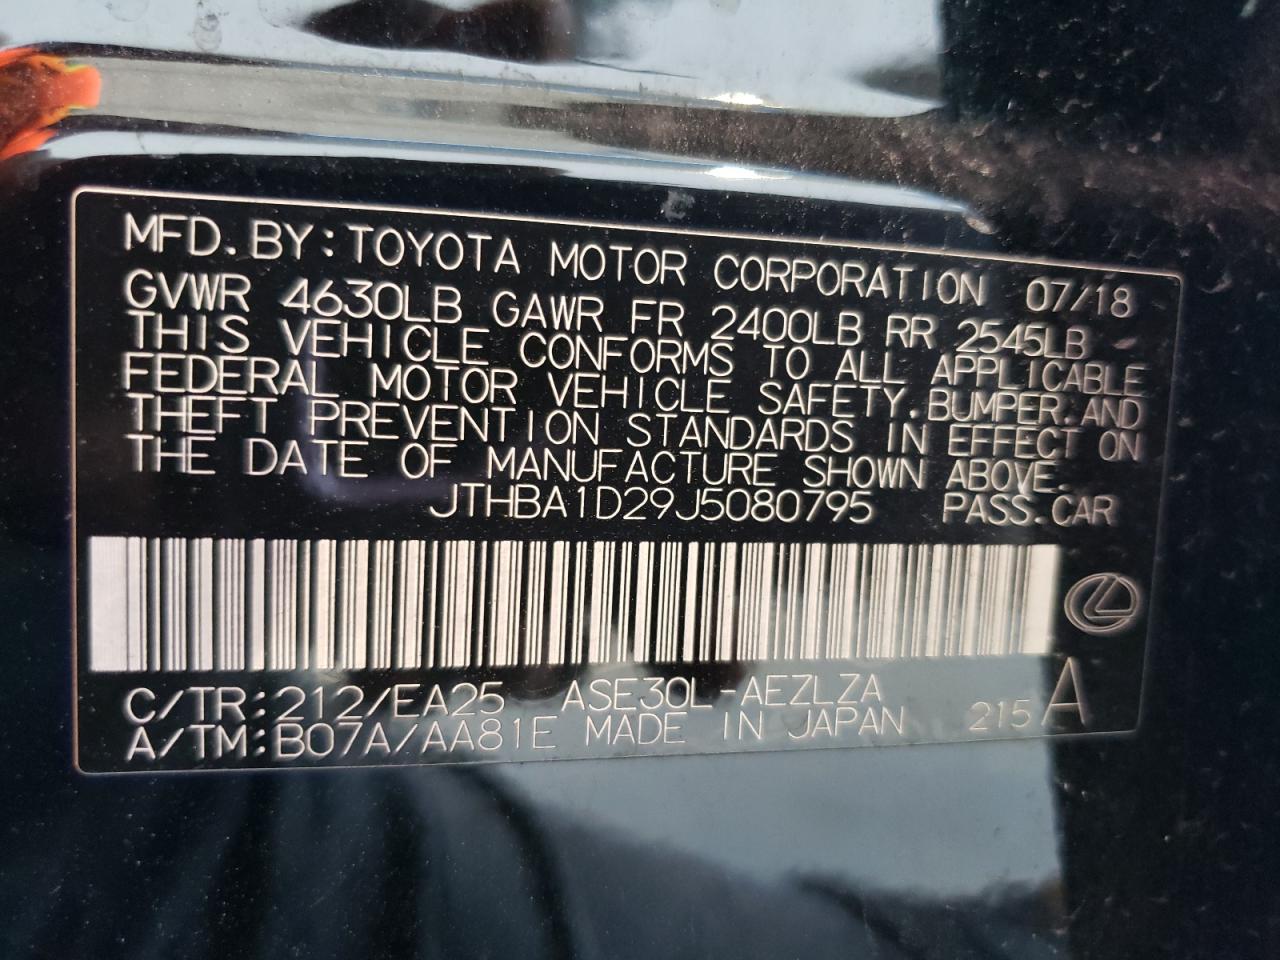 MFD.BY:TOYOTA MOTOR CORPORATION 07/18
GVWR 4630LB GAWR FR 2400LB RR 2545LB
THIS VEHICLE CONFORMS TO ALL APPLICABLE
FEDERAL MOTOR VEHICLE SAFETY,BUMPER,AND
THEFT PREVENTION STANDARDS IN EFFECT ON
THE DATE OF MANUFACTURE SHOWN ABOVE.
JTHBA1D29J5080795 PASS.CAR
C/TR:212/EA25 ASE30L-AEZLZA
A/TM:B07A/AA81E MADE IN JAPAN 215A